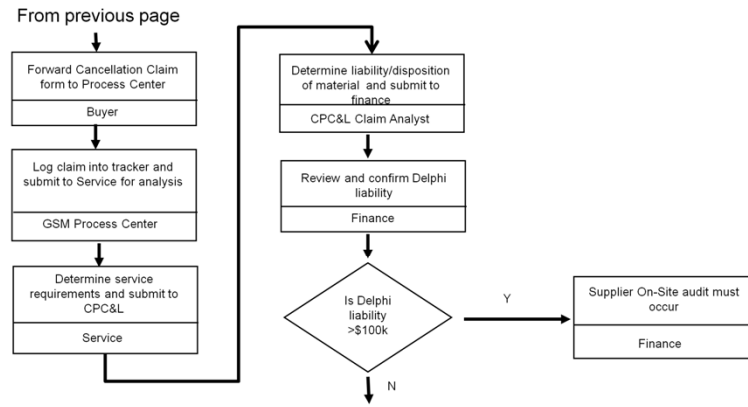 From previous page
Forward Cancellation Claim
form to Process Center
Buyer
Log claim into tracker and
submit to Service for analysis
GSM Process Center
Determine service
requirements and submit to
CPC&L
Service
Determine liability/disposition
of material and submit to
finance
CPC&L Claim Analyst
Review and confirm Delphi
liability
Finance
Is Delphi
liability
>$100k
Y
N
Supplier On-Site audit must
occur
Finance